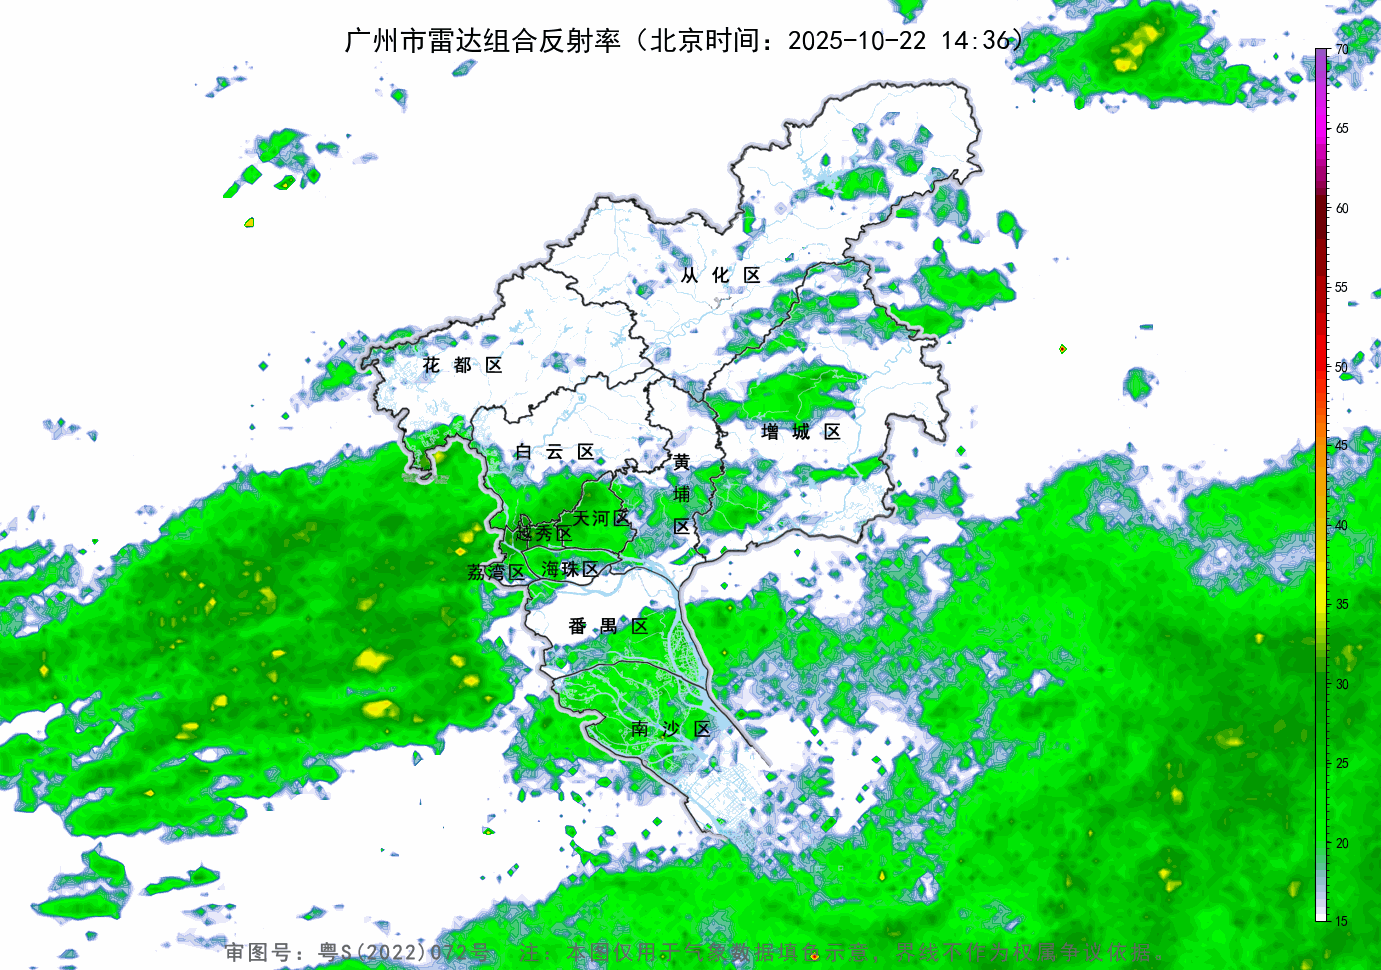 广州市雷达组合反射率（北京时间：2025-10-22 14:36）
70
65
60
55
50
45
40
35
30
25
20
15
从化区
花都区
增城区
白云区
黄埔区
天河区
越秀区
荔湾区
海珠区
番禺区
南沙区
审图号：粤S(2022)072号 注：本图仅用于气象数据填色示意，界线不作为权属争议依据。